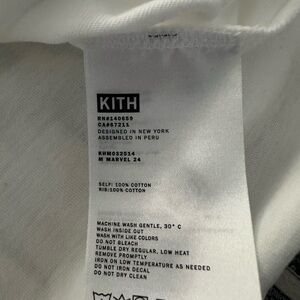 KITH
RN#140659
CA#57211
DESIGNED IN NEW YORK
ASSEMBLED IN PERU
KHM032514
M MARVEL 24
SELF: 100% COTTON
RIB: 100% COTTON
MACHINE WASH GENTLE, 30° C
WASH INSIDE OUT
WASH WITH LIKE COLORS
DO NOT BLEACH
TUMBLE DRY REGULAR, LOW HEAT
REMOVE PROMPTLY
IRON ON LOW TEMPERATURE AS NEEDED
DO NOT IRON DECAL
DO NOT DRY CLEAN